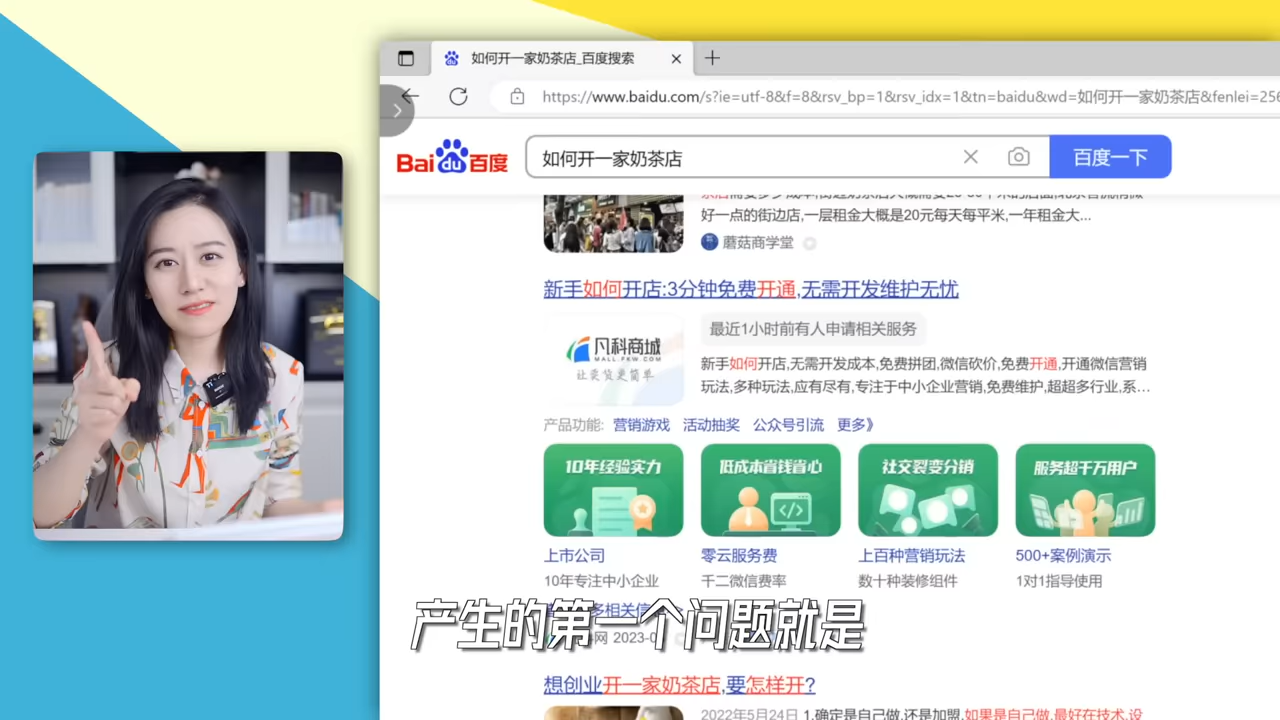 如何开一家奶茶店_百度搜索
https://www.baidu.com/s?ie=utf-8&f=8&rsv_bp=1&rsv_idx=1&tn=baidu&wd=如何开一家奶茶店&fenlei=256
Bai du 百度
如何开一家奶茶店
百度一下
好一点的街边店,一层租金大概是20元每天每平米,一年租金大...
蘑菇商学堂
新手如何开店:3分钟免费开通,无需开发维护无忧
凡科商城
MALL.FKW.COM
让卖货更简单
最近1小时前有人申请相关服务
新手如何开店,无需开发成本,免费拼团,微信砍价,免费开通,开通微信营销
玩法,多种玩法,应有尽有,专注于中小企业营销,免费维护,超超多行业,系...
产品功能: 营销游戏 活动抽奖 公众号引流 更多》
10年经验实力
低成本省钱省心
社交裂变分销
服务超千万用户
上市公司
零云服务费
上百种营销玩法
500+案例演示
10年专注中小企业
千二微信费率
数十种装修组件
1对1指导使用
多相关信
网 2023-0
产生的第一个问题就是
想创业开一家奶茶店,要怎样开?
2022年5月24日 1.确定是自己做,还是加盟,如果是自己做,最好在技术,设